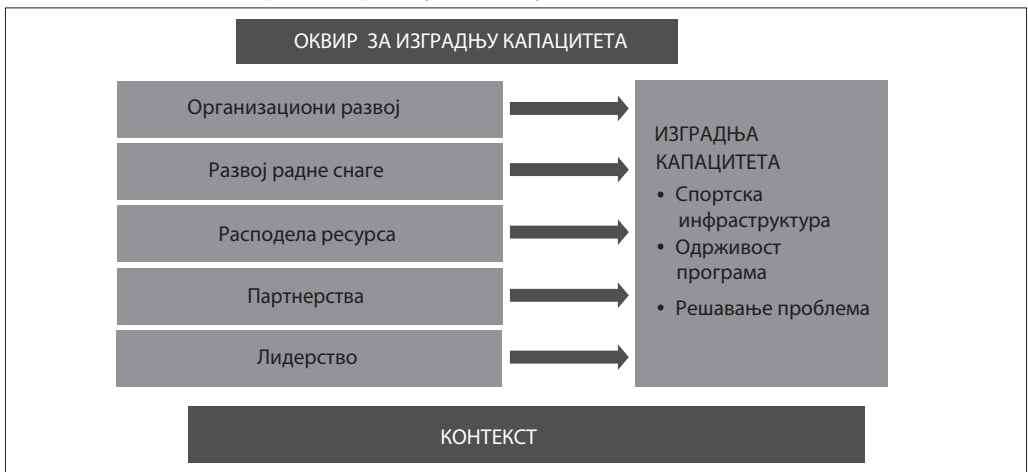 ОКВИР ЗА ИЗГРАДЊУ КАПАЦИТЕТА
Организациони развој
Развој радне снаге
Расподела ресурса
Партнерства
Лидерство
ИЗГРАДЊА
КАПАЦИТЕТА
• Спортска
инфраструктура
• Одрживост
програма
• Решавање проблема
КОНТЕКСТ